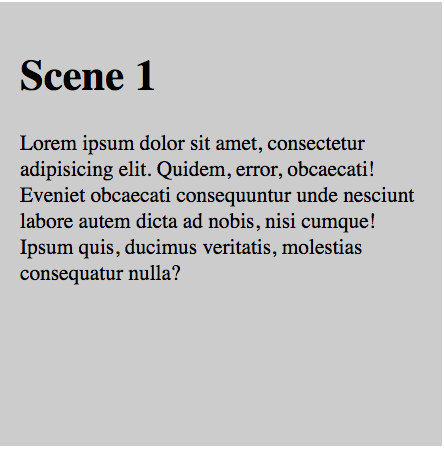 Scene 1
Lorem ipsum dolor sit amet, consectetur
adipisicing elit. Quidem, error, obcaecati!
Eveniet obcaecati consequuntur unde nesciunt
labore autem dicta ad nobis, nisi cumque!
Ipsum quis, ducimus veritatis, molestias
consequatur nulla?